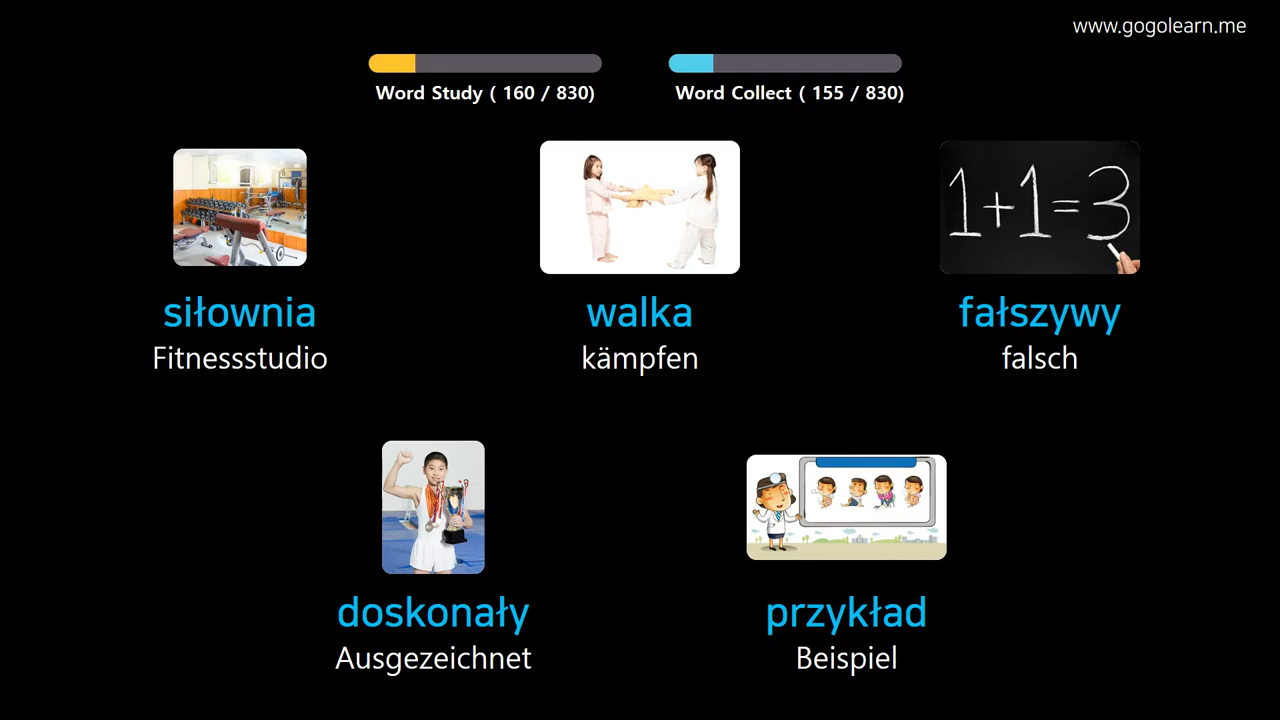 www.gogolearn.me
Word Study ( 160 / 830)
Word Collect ( 155 / 830)
1+1=3
siłownia
walka
fałszywy
Fitnessstudio
kämpfen
falsch
doskonały
przykład
Ausgezeichnet
Beispiel